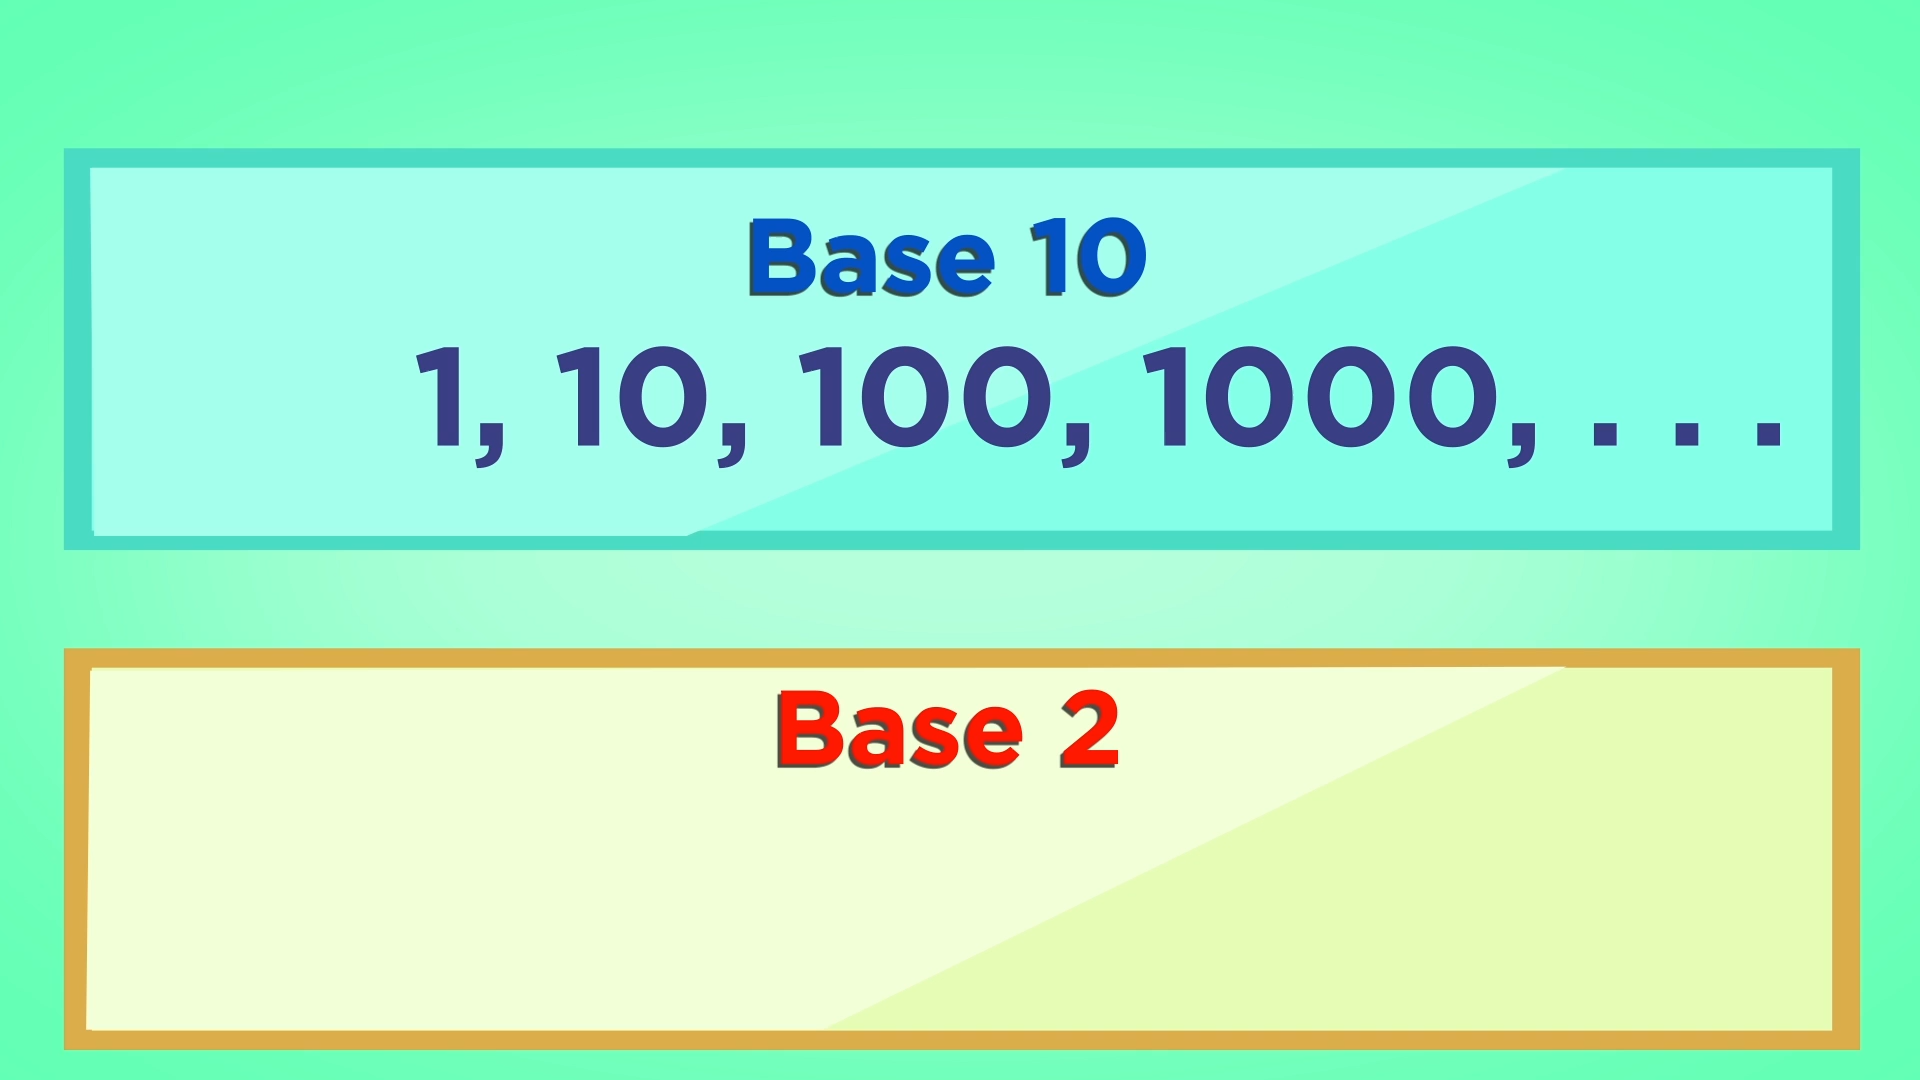 Base 10
1, 10, 100, 1000, . . .
Base 2